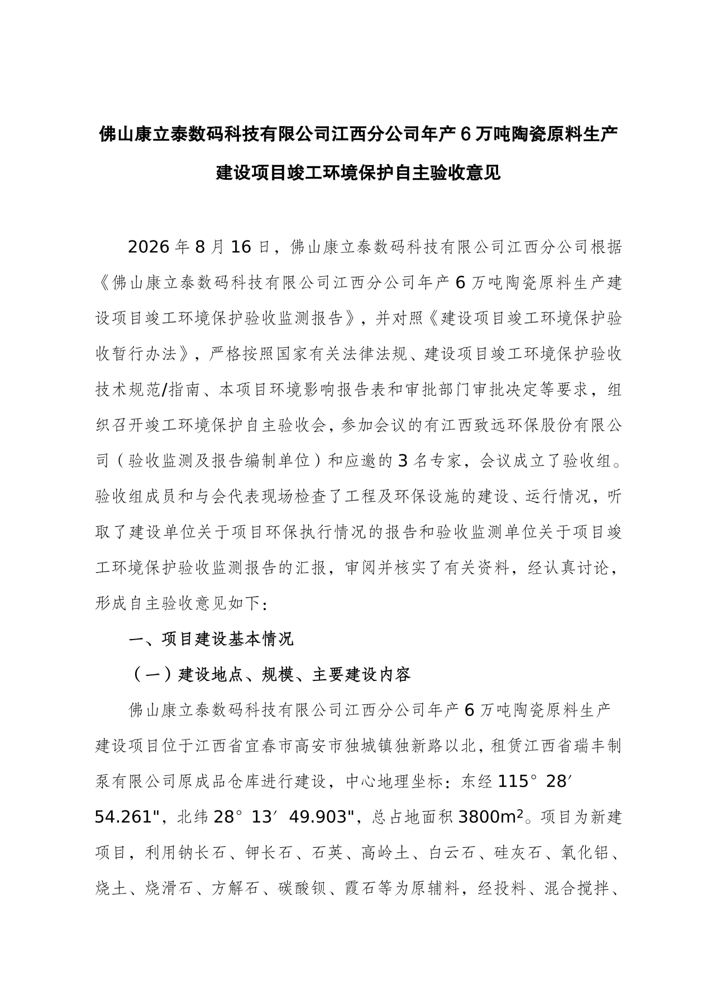 佛山康立泰数码科技有限公司江西分公司年产 6 万吨陶瓷原料生产
建设项目竣工环境保护自主验收意见
2026 年 8 月 16 日，佛山康立泰数码科技有限公司江西分公司根据
《佛山康立泰数码科技有限公司江西分公司年产 6 万吨陶瓷原料生产建
设项目竣工环境保护验收监测报告》，并对照《建设项目竣工环境保护验
收暂行办法》，严格按照国家有关法律法规、建设项目竣工环境保护验收
技术规范/指南、本项目环境影响报告表和审批部门审批决定等要求，组
织召开竣工环境保护自主验收会，参加会议的有江西致远环保股份有限公
司（验收监测及报告编制单位）和应邀的 3 名专家，会议成立了验收组。
验收组成员和与会代表现场检查了工程及环保设施的建设、运行情况，听
取了建设单位关于项目环保执行情况的报告和验收监测单位关于项目竣
工环境保护验收监测报告的汇报，审阅并核实了有关资料，经认真讨论，
形成自主验收意见如下：
一、项目建设基本情况
（一）建设地点、规模、主要建设内容
佛山康立泰数码科技有限公司江西分公司年产 6 万吨陶瓷原料生产
建设项目位于江西省宜春市高安市独城镇独新路以北，租赁江西省瑞丰制
泵有限公司原成品仓库进行建设，中心地理坐标：东经 115°28′
54.261"，北纬 28°13′49.903"，总占地面积 3800m²。项目为新建
项目，利用钠长石、钾长石、石英、高岭土、白云石、硅灰石、氧化铝、
烧土、烧滑石、方解石、碳酸钡、霞石等为原辅料，经投料、混合搅拌、